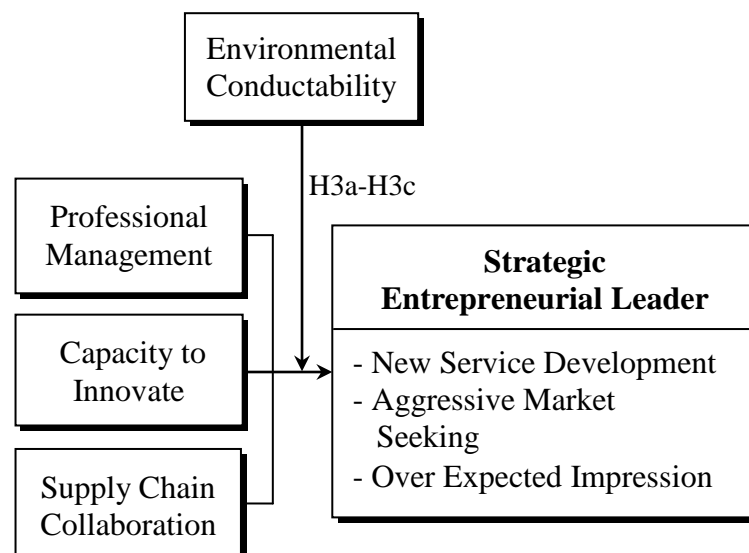 Environmental
Conductability
H3a-H3c
Professional
Management
Capacity to
Innovate
Supply Chain
Collaboration
Strategic
Entrepreneurial Leader
- New Service Development
- Aggressive Market
Seeking
- Over Expected Impression